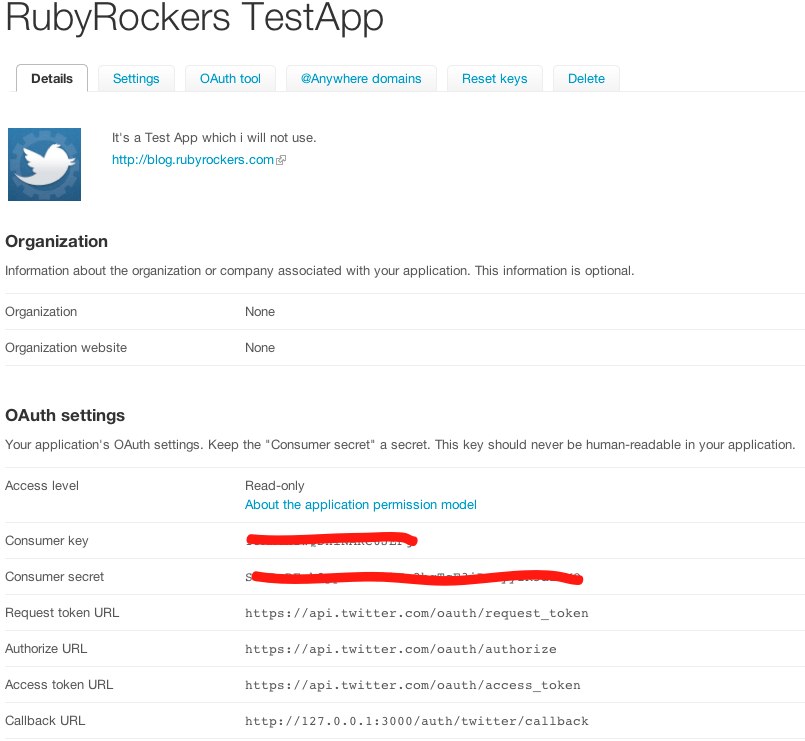 RubyRockers TestApp
Details Settings OAuth tool @Anywhere domains Reset keys Delete
It's a Test App which i will not use.
http://blog.rubyrockers.com
Organization
Information about the organization or company associated with your application. This information is optional.
Organization None
Organization website None
OAuth settings
Your application's OAuth settings. Keep the "Consumer secret" a secret. This key should never be human-readable in your application.
Access level Read-only
About the application permission model
Consumer key
Consumer secret
Request token URL https://api.twitter.com/oauth/request_token
Authorize URL https://api.twitter.com/oauth/authorize
Access token URL https://api.twitter.com/oauth/access_token
Callback URL http://127.0.0.1:3000/auth/twitter/callback